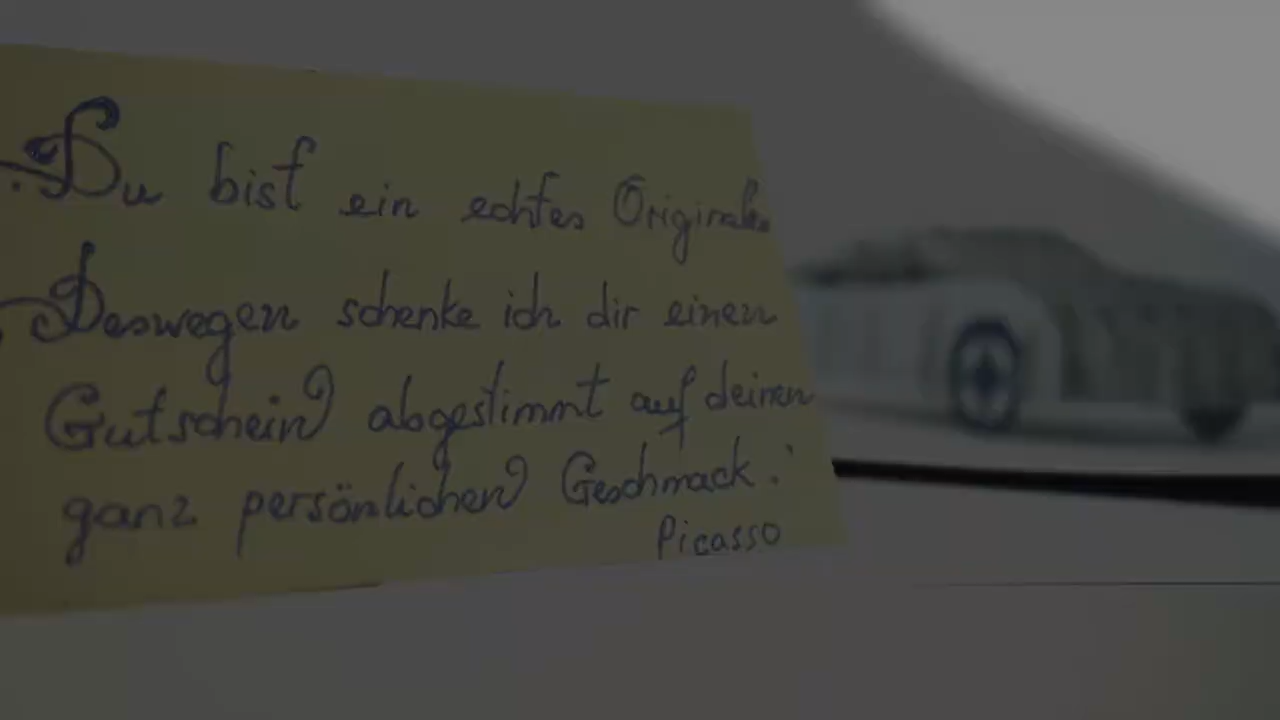 Du bist ein echtes Original.
Deswegen schenke ich dir einen
Gutschein abgestimmt auf deinen
ganz persönlichen Geschmack.
Picasso